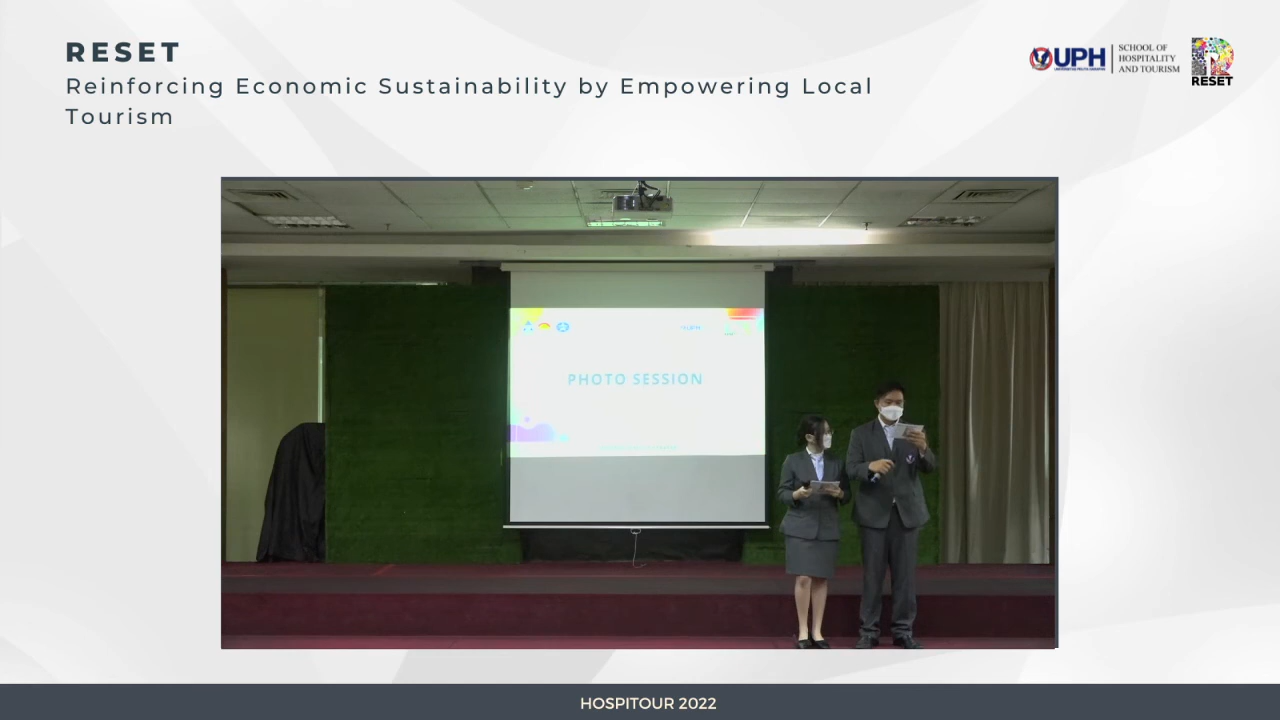 RESET
Reinforcing Economic Sustainability by Empowering Local
Tourism
UPH
SCHOOL OF
HOSPITALITY
AND TOURISM
RESET
UPH
PHOTO SESSION
HOSPITOUR 2022